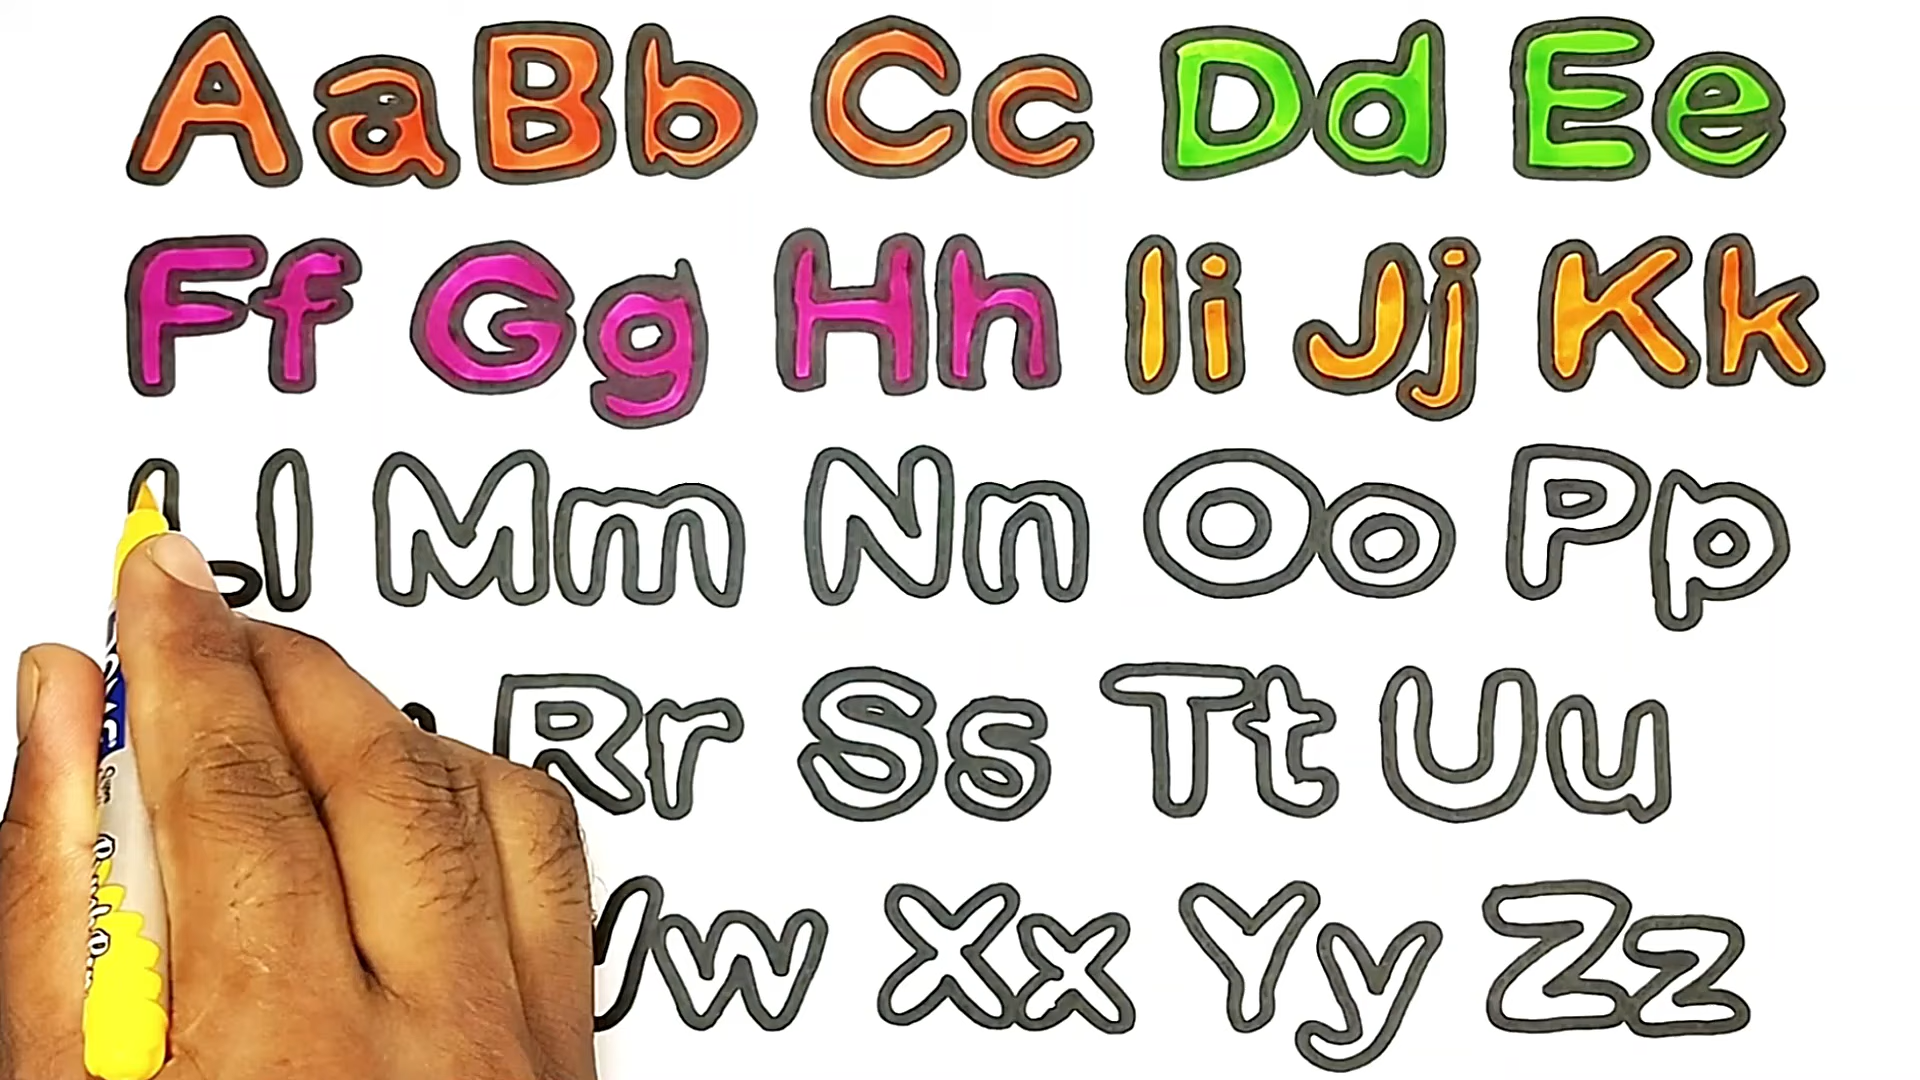 Aa Bb Cc Dd Ee
Ff Gg Hh Ii Jj Kk
Ll Mm Nn Oo Pp
Rr Ss Tt Uu
w Xx Yy Zz